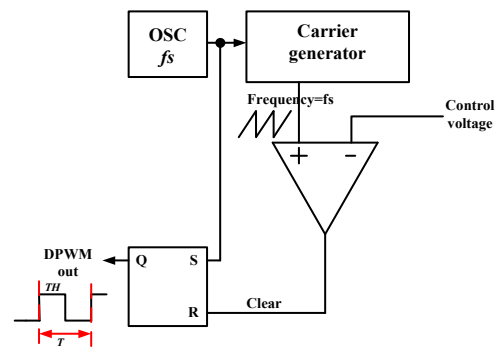 OSC
fs
Carrier
generator
Frequency=fs
Control
voltage
+
-
DPWM
out
Q
S
R
Clear
TH
T